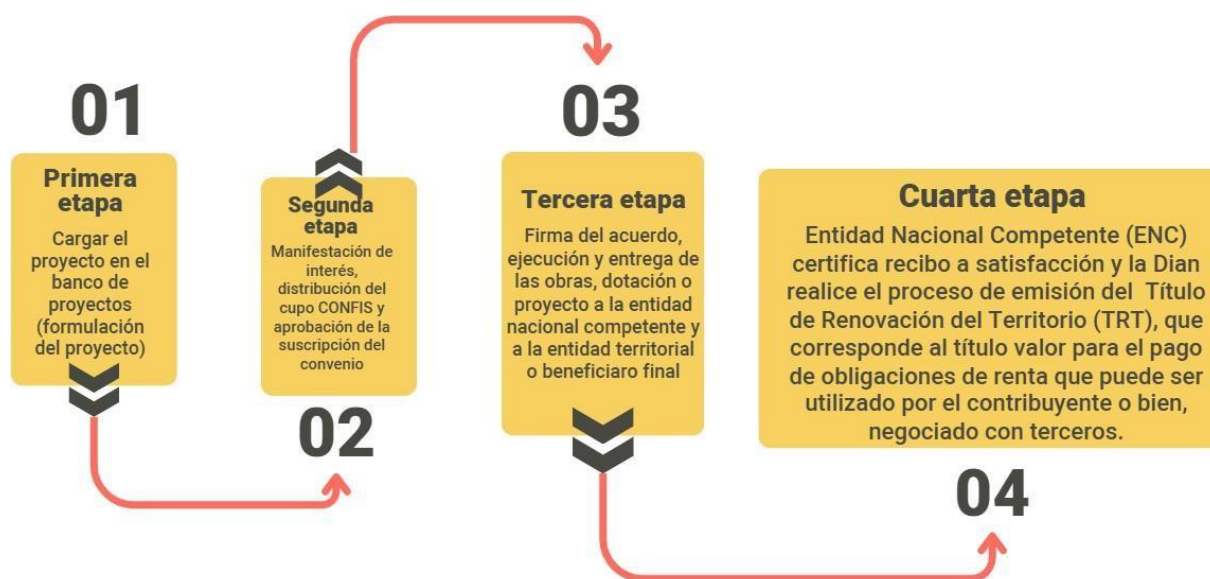 01
Primera
etapa
Cargar el
proyecto en el
banco de
proyectos
(formulación
del proyecto)
Segunda
etapa
Manifestación de
interés,
distribución del
cupo CONFIS y
aprobación de la
suscripción del
convenio
02
03
Tercera etapa
Firma del acuerdo,
ejecución y entrega de
las obras, dotación o
proyecto a la entidad
nacional competente y
a la entidad territorial
o beneficiaro final
Cuarta etapa
Entidad Nacional Competente (ENC)
certifica recibo a satisfacción y la Dian
realice el proceso de emisión del Título
de Renovación del Territorio (TRT), que
corresponde al título valor para el pago
de obligaciones de renta que puede ser
utilizado por el contribuyente o bien,
negociado con terceros.
04